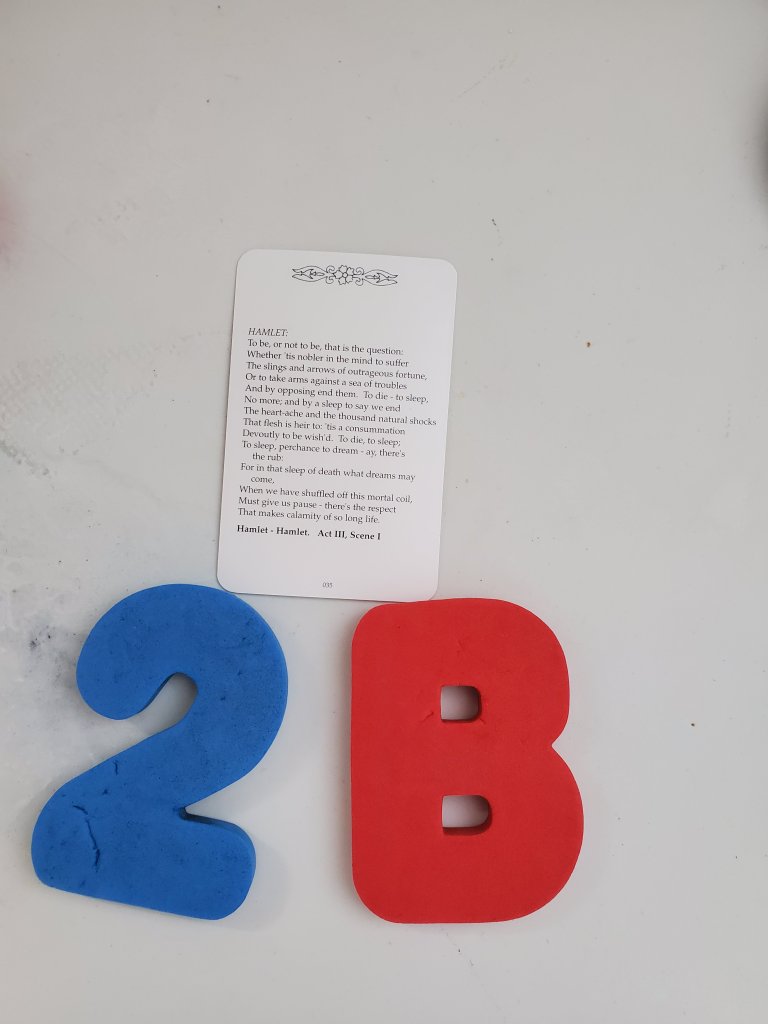 HAMLET:
To be, or not to be, that is the question:
Whether 'tis nobler in the mind to suffer
The slings and arrows of outrageous fortune,
Or to take arms against a sea of troubles
And by opposing end them. To die - to sleep,
No more; and by a sleep to say we end
The heart-ache and the thousand natural shocks
That flesh is heir to: 'tis a consummation
Devoutly to be wish'd. To die, to sleep;
To sleep, perchance to dream - ay, there's
the rub:
For in that sleep of death what dreams may
come,
When we have shuffled off this mortal coil,
Must give us pause - there's the respect
That makes calamity of so long life.
Hamlet - Hamlet. Act III, Scene I
035
2 B